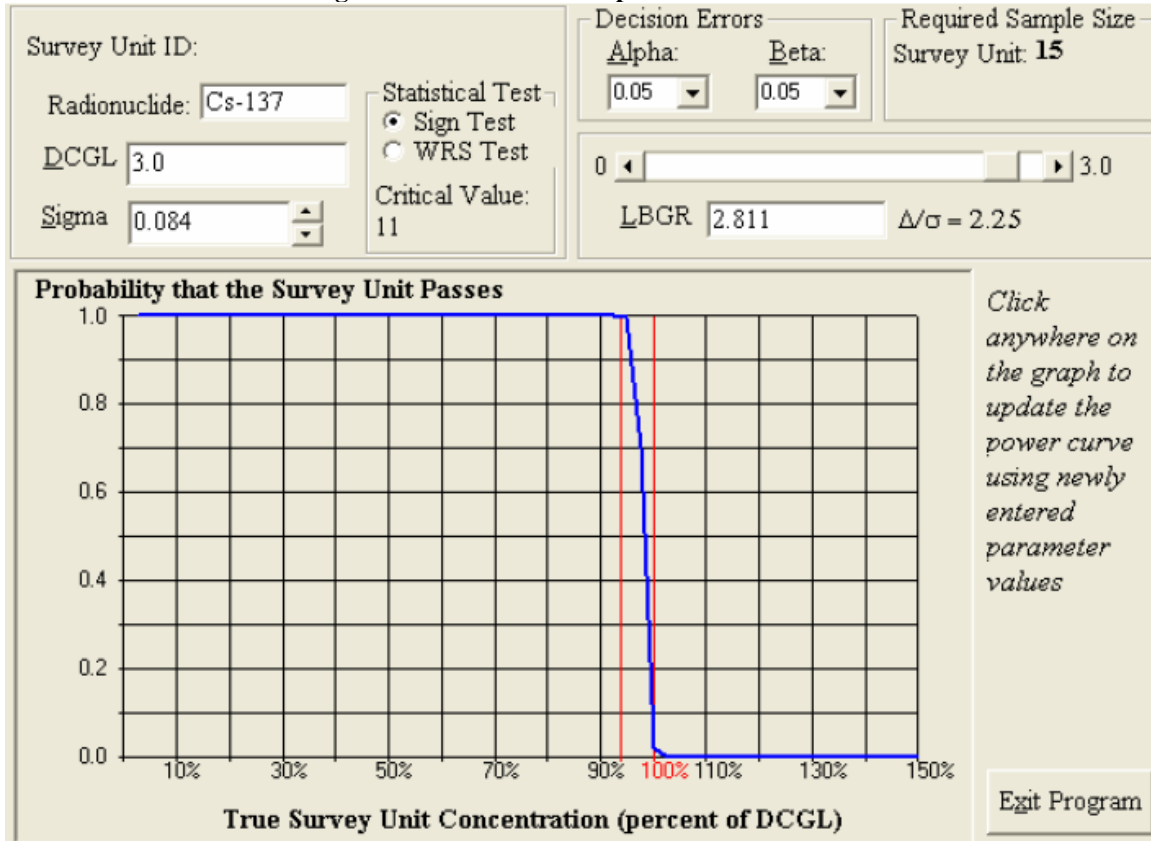 Survey Unit ID:
Radionuclide: Cs-137
DCGL 3.0
Sigma 0.084
Statistical Test
Sign Test
WRS Test
Critical Value:
11
Decision Errors
Alpha: Beta:
0.05 0.05
Required Sample Size
Survey Unit: 15
0 3.0
LBGR 2.811 Δ/σ = 2.25
Probability that the Survey Unit Passes
1.0
0.8
0.6
0.4
0.2
0.0
10% 30% 50% 70% 90% 100% 110% 130% 150%
True Survey Unit Concentration (percent of DCGL)
Click
anywhere on
the graph to
update the
power curve
using newly
entered
parameter
values
Exit Program